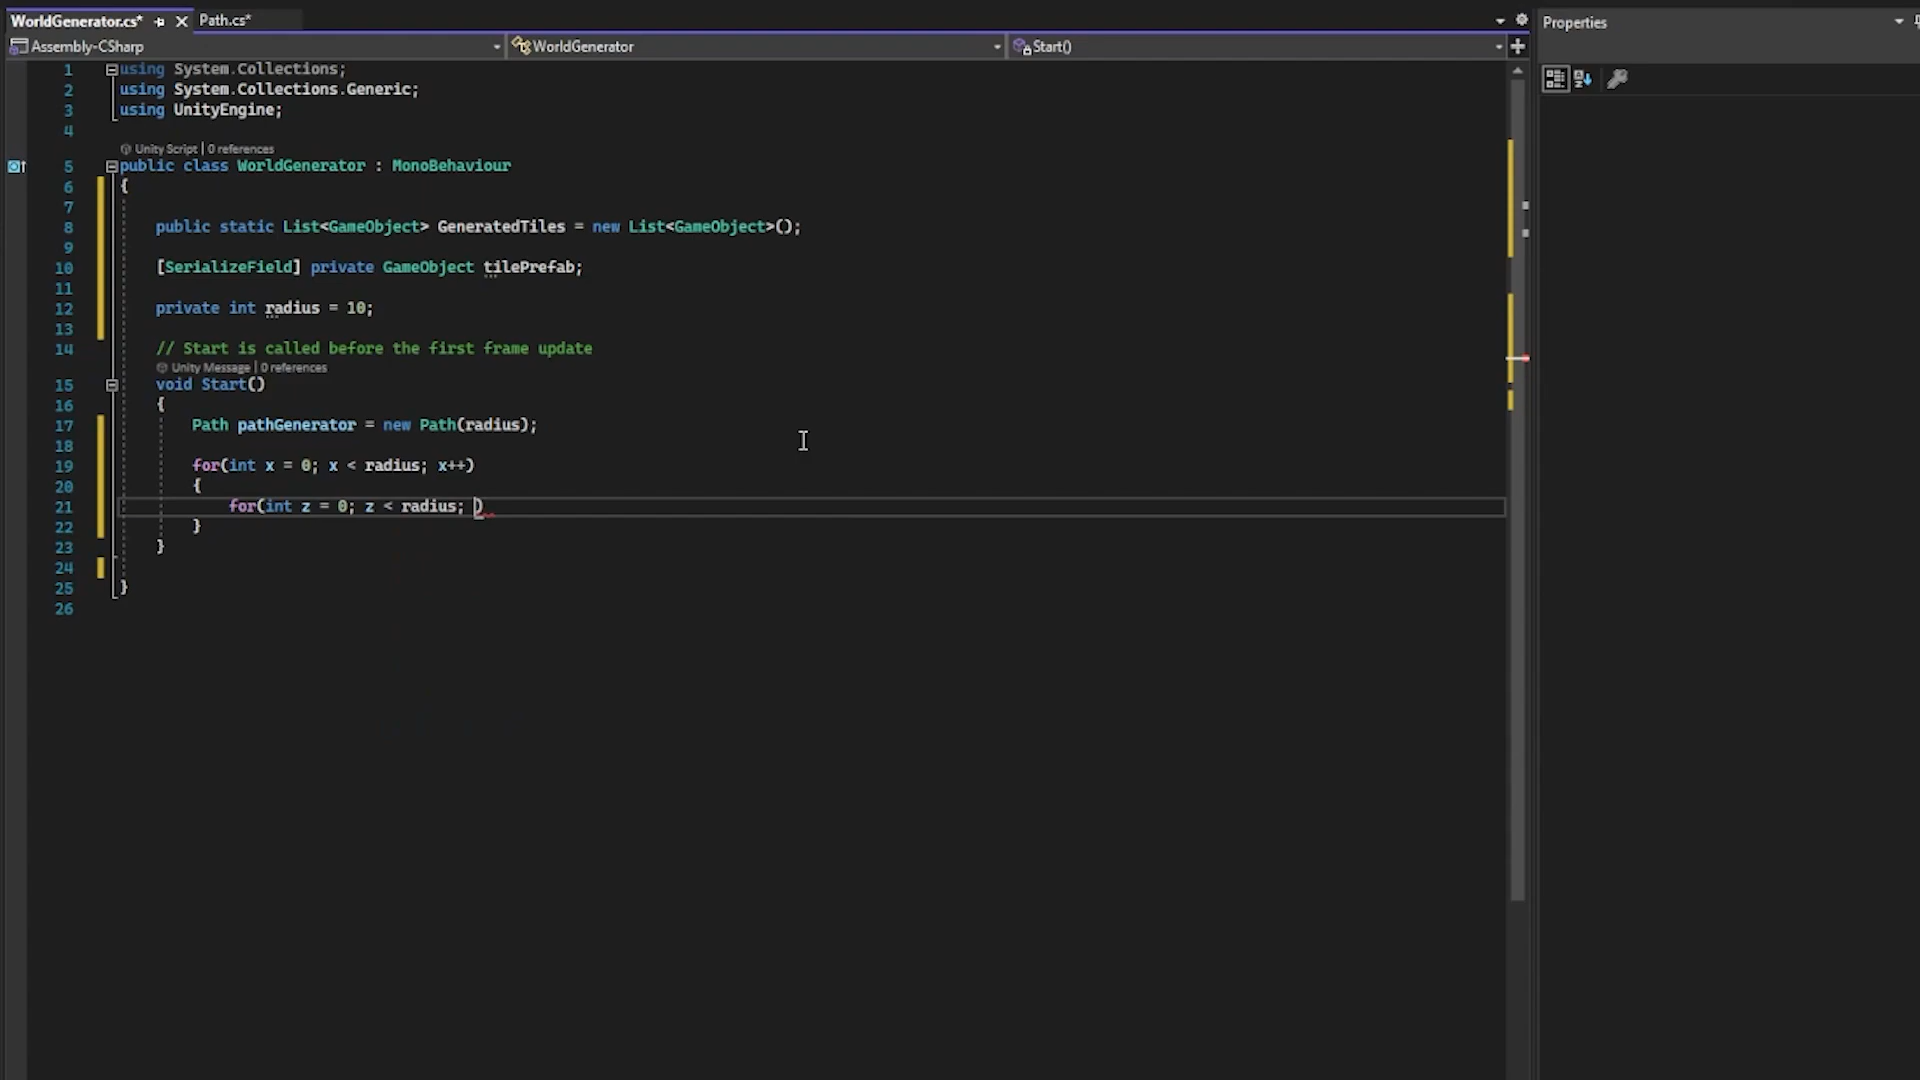 WorldGenerator.cs* Path.cs*
Properties
Assembly-CSharp WorldGenerator Start()
1 using System.Collections;
2 using System.Collections.Generic;
3 using UnityEngine;
4
Unity Script | 0 references
5 public class WorldGenerator : MonoBehaviour
6 {
7
8 public static List<GameObject> GeneratedTiles = new List<GameObject>();
9
10 [SerializeField] private GameObject tilePrefab;
11
12 private int radius = 10;
13
14 // Start is called before the first frame update
Unity Message | 0 references
15 void Start()
16 {
17 Path pathGenerator = new Path(radius);
18
19 for(int x = 0; x < radius; x++)
20 {
21 for(int z = 0; z < radius; )
22 }
23 }
24
25 }
26